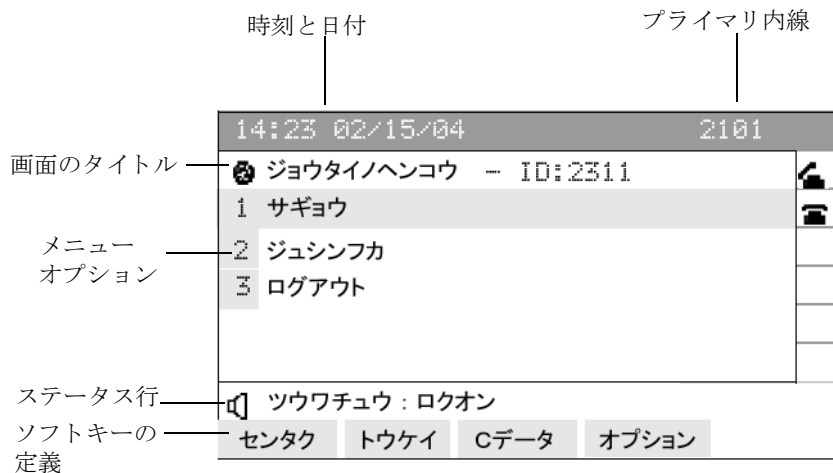 時刻と日付
プライマリ内線
14:23 02/15/04 2101
画面のタイトル
ジョウタイノヘンコウ – ID:2311
1 サギョウ
メニュー
オプション
2 ジュシンフカ
3 ログアウト
ステータス行
ツウワチュウ : ロクオン
ソフトキーの
定義
センタク トウケイ Cデータ オプション